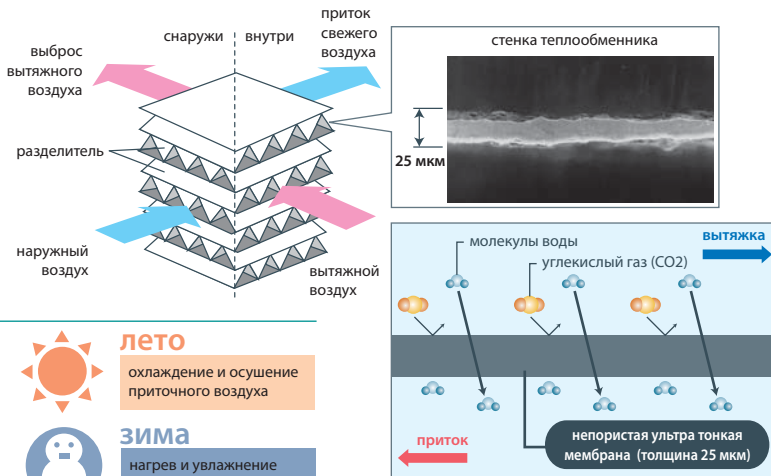 снаружи
внутри
приток
свежего
воздуха
выброс
вытяжного
воздуха
разделитель
наружный
воздух
вытяжной
воздух
стенка теплообменника
25 мкм
молекулы воды
углекислый газ (CO2)
вытяжка
приток
непористая ультра тонкая
мембрана (толщина 25 мкм)
лето
охлаждение и осушение
приточного воздуха
зима
нагрев и увлажнение